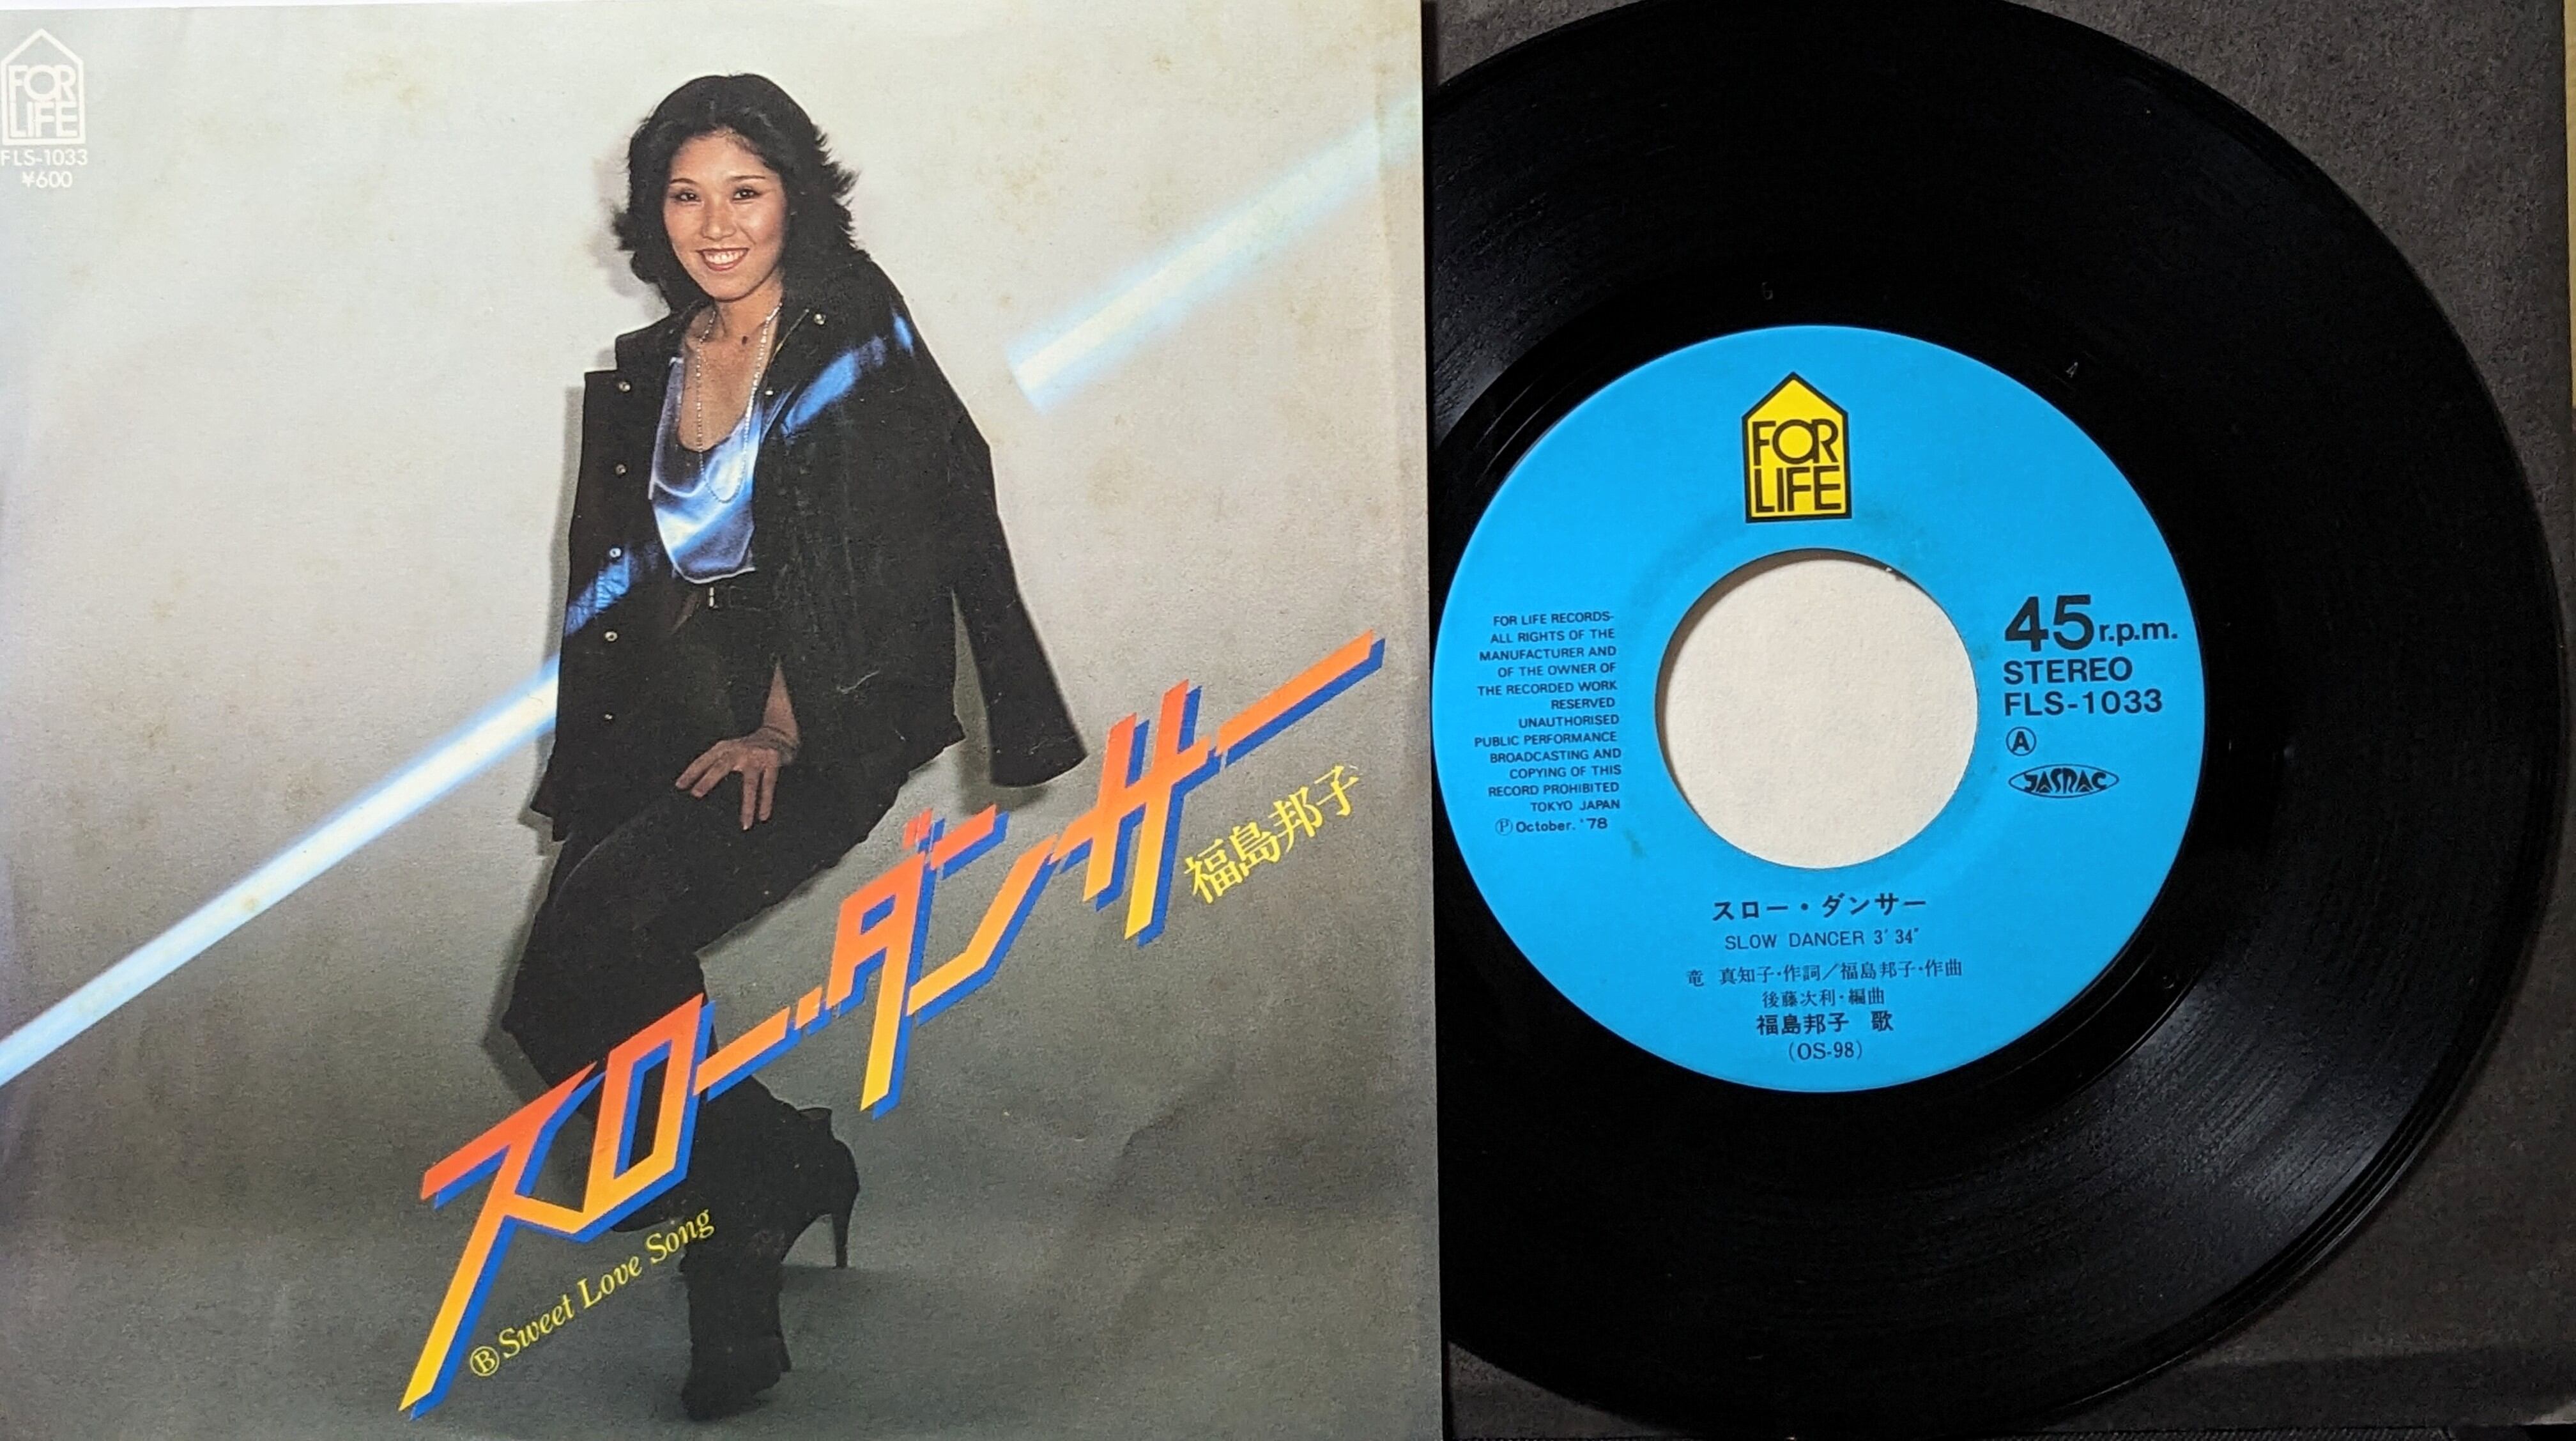 FOR
LIFE
FLS-1033
¥600
スロー・ダンサー
福島邦子
Ⓑ Sweet Love Song
FOR
LIFE
FOR LIFE RECORDS-
ALL RIGHTS OF THE
MANUFACTURER AND
OF THE OWNER OF
THE RECORDED WORK
RESERVED
UNAUTHORISED
PUBLIC PERFORMANCE
BROADCASTING AND
COPYING OF THIS
RECORD PROHIBITED
TOKYO JAPAN
Ⓟ October. '78
45 r.p.m.
STEREO
FLS-1033
Ⓐ
JASRAC
スロー・ダンサー
SLOW DANCER 3′34″
竜 真知子・作詞／福島邦子・作曲
後藤次利・編曲
福島邦子 歌
(OS-98)